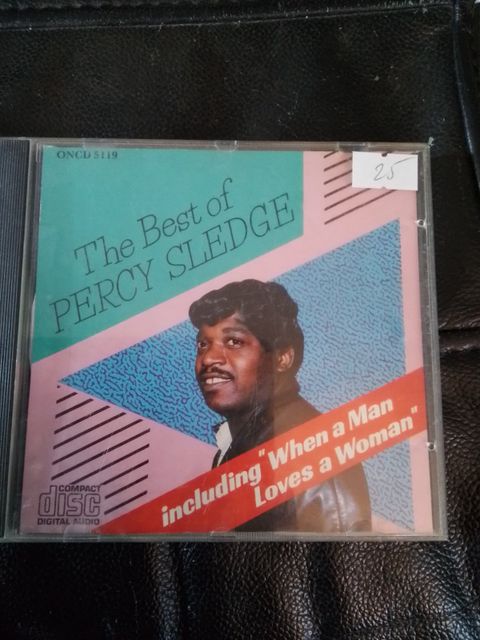 ONCD 5119
25
The Best of
PERCY SLEDGE
including "When a Man
Loves a Woman"
COMPACT
disc
DIGITAL AUDIO